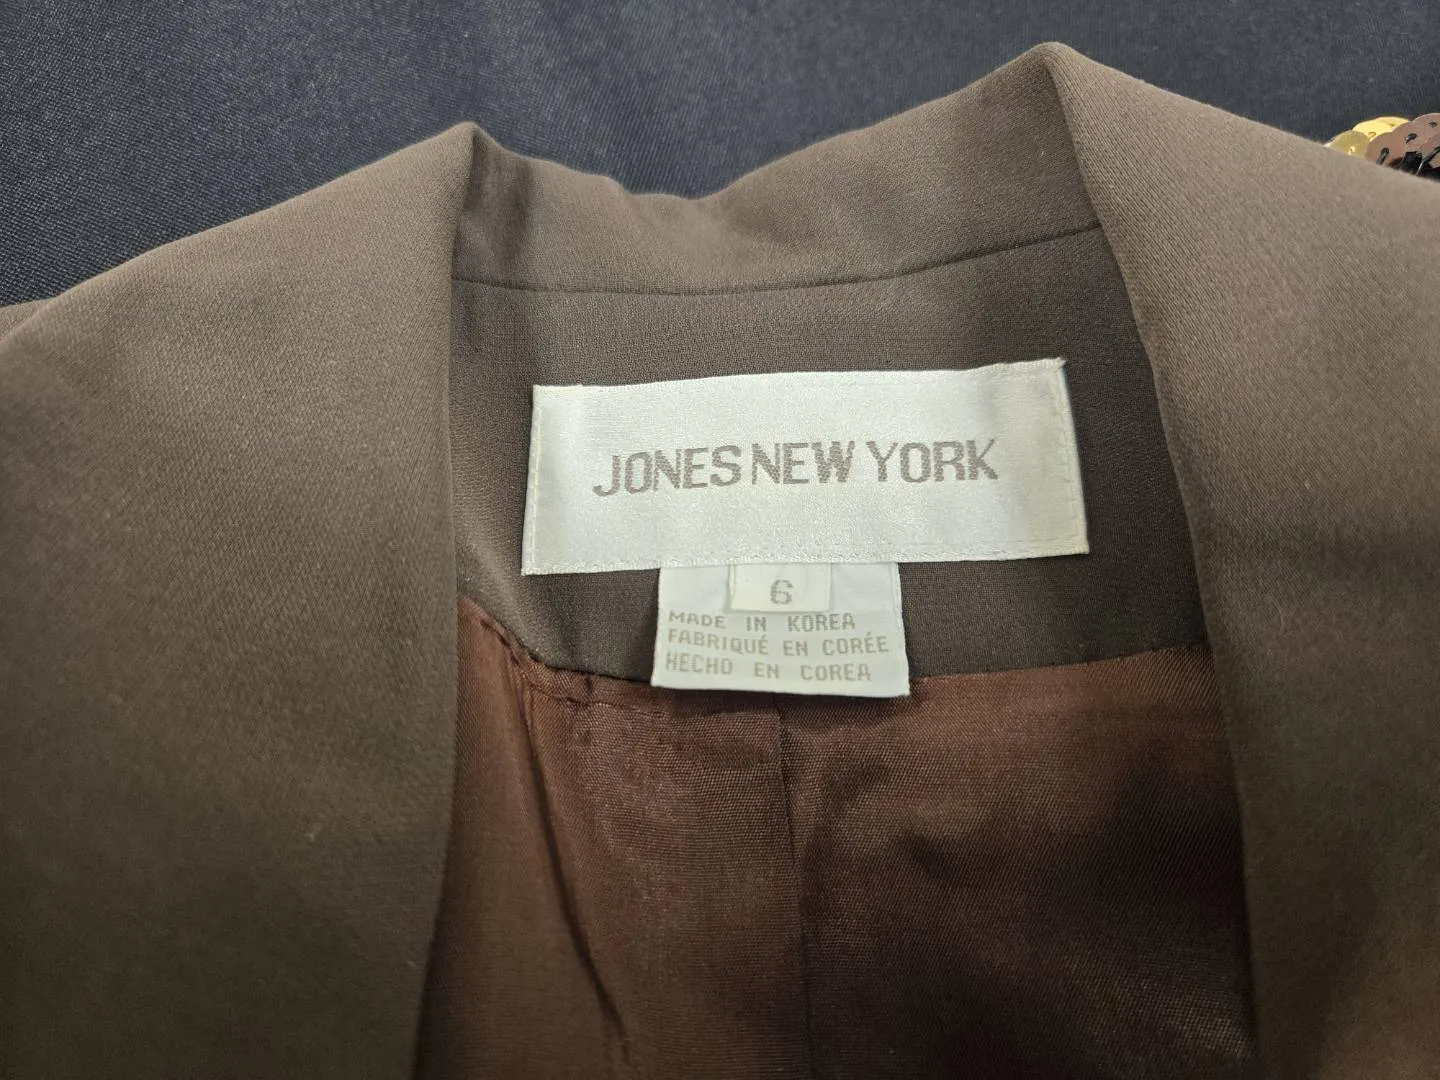 JONES NEW YORK
6
MADE IN KOREA
FABRIQUÉ EN CORÉE
HECHO EN COREA